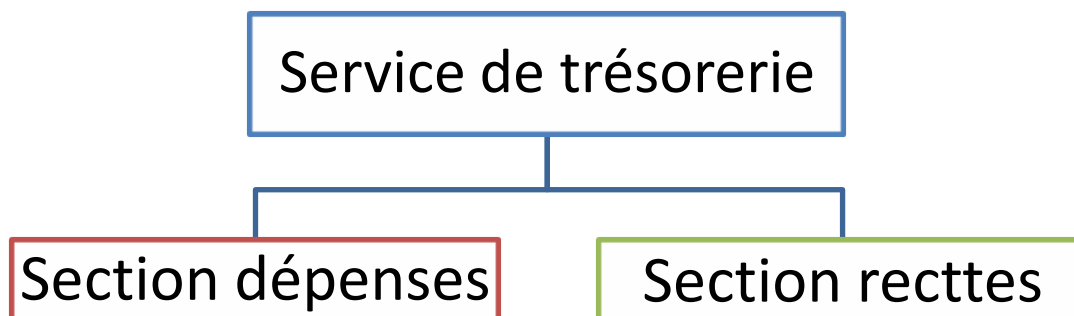 Service de trésorerie
Section dépenses
Section recttes